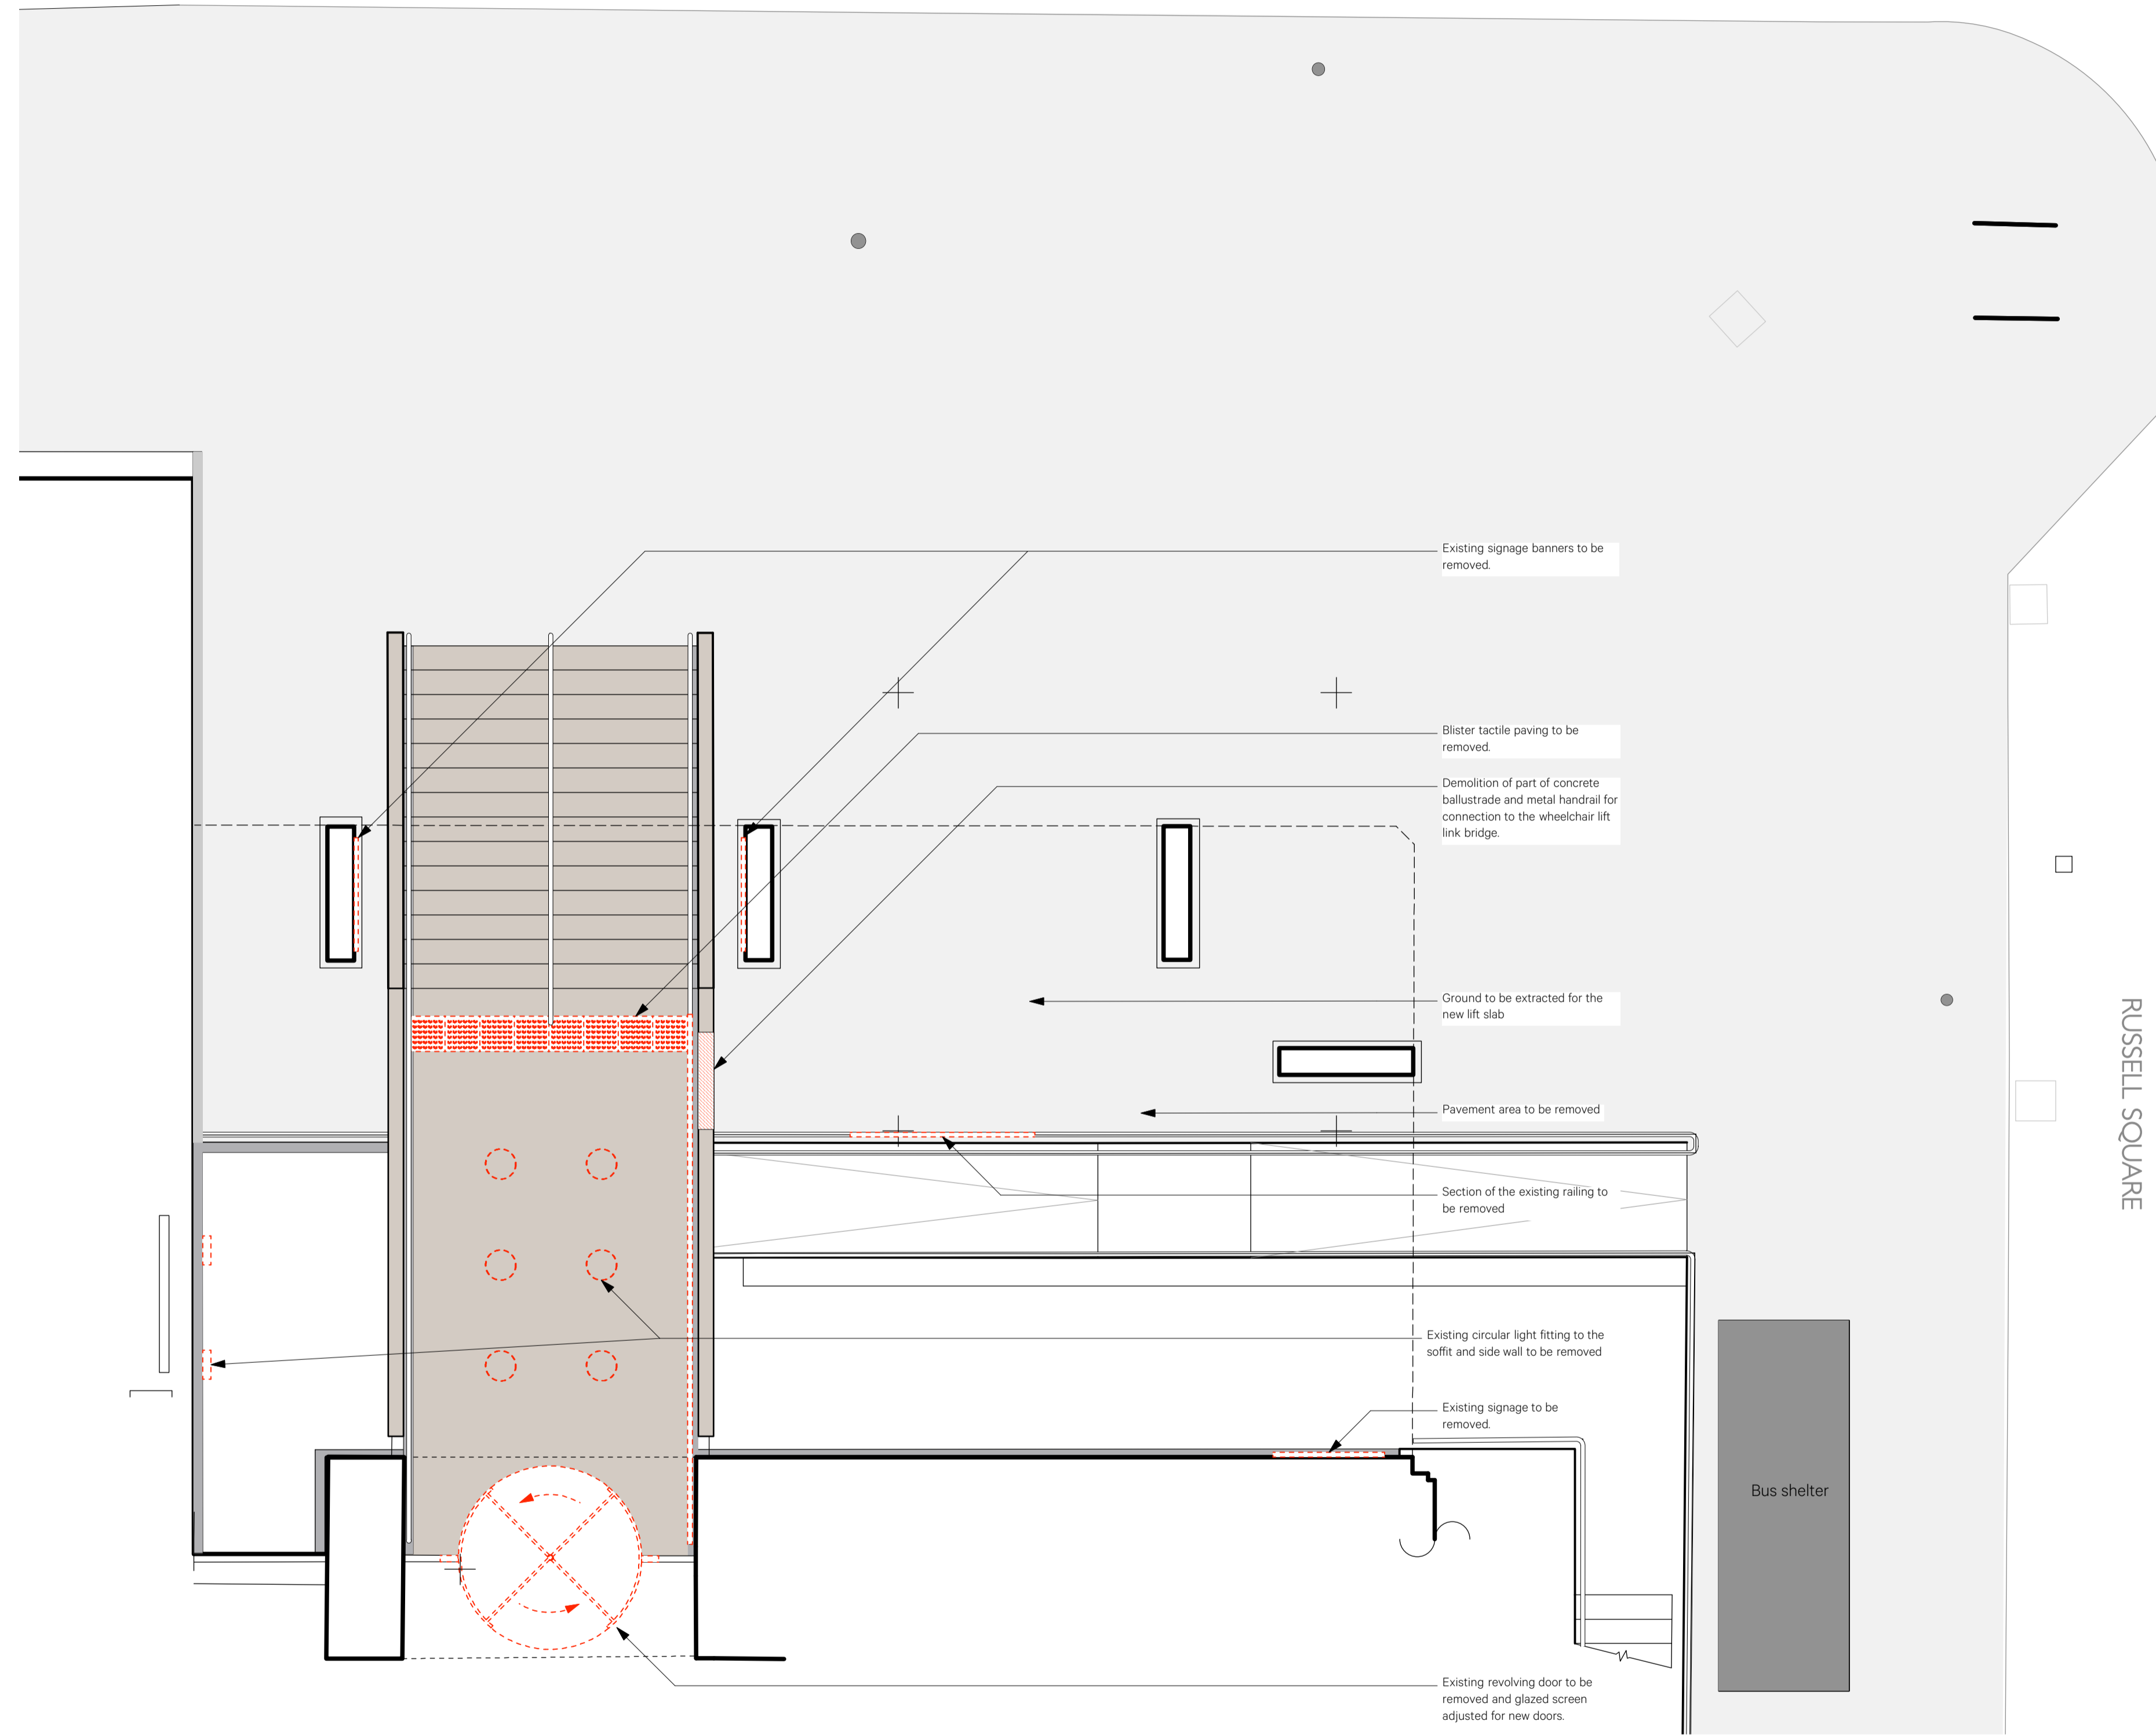 Existing signage banners to be
removed.
Blister tactile paving to be
removed.
Demolition of part of concrete
ballustrade and metal handrail for
connection to the wheelchair lift
link bridge.
Ground to be extracted for the
new lift slab
Pavement area to be removed
Section of the existing railing to
be removed
Existing circular light fitting to the
soffit and side wall to be removed
Existing signage to be
removed.
Existing revolving door to be
removed and glazed screen
adjusted for new doors.
Bus shelter
RUSSELL SQUARE